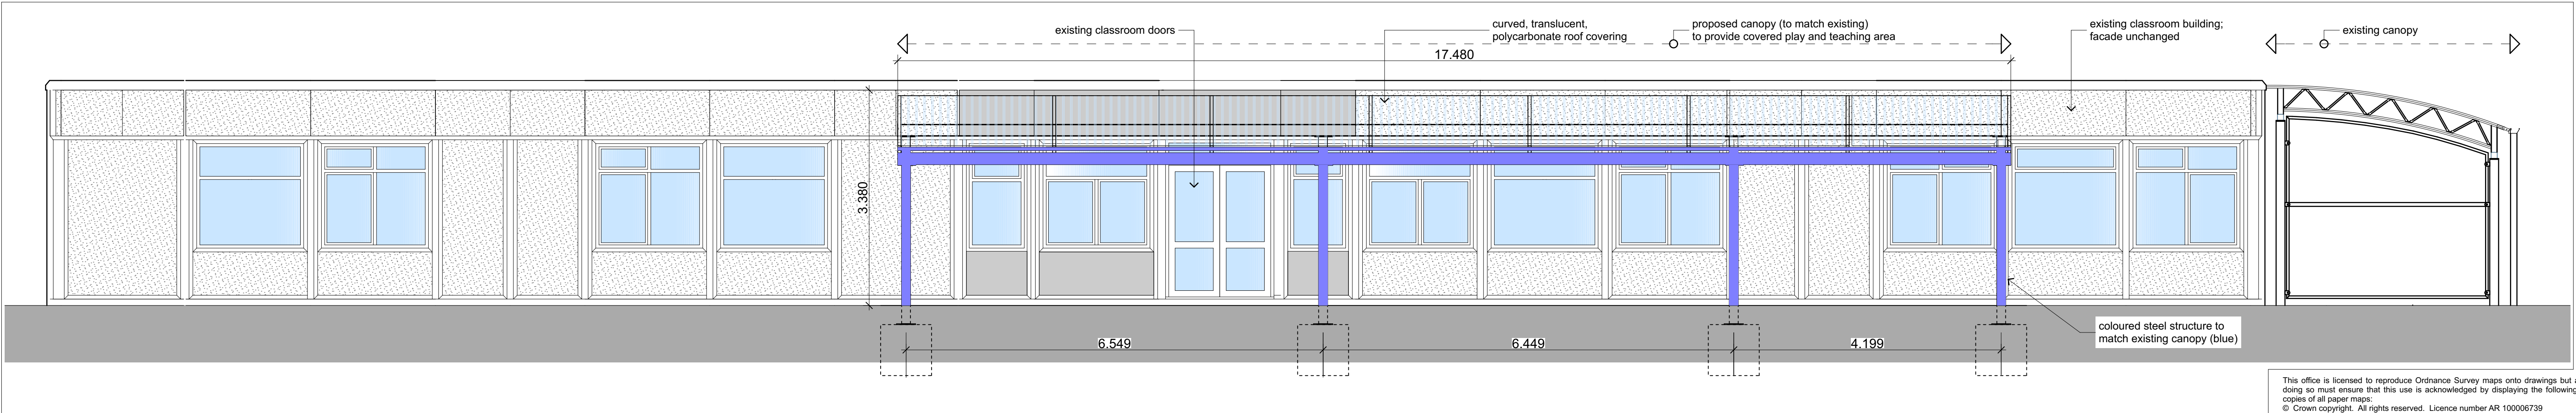 existing classroom doors
curved, translucent,
polycarbonate roof covering
proposed canopy (to match existing)
to provide covered play and teaching area
existing classroom building;
facade unchanged
existing canopy
17.480
3.380
6.549
6.449
4.199
coloured steel structure to
match existing canopy (blue)
This office is licensed to reproduce Ordnance Survey maps onto drawings but
doing so must ensure that this use is acknowledged by displaying the following
copies of all paper maps:
© Crown copyright. All rights reserved. Licence number AR 100006739